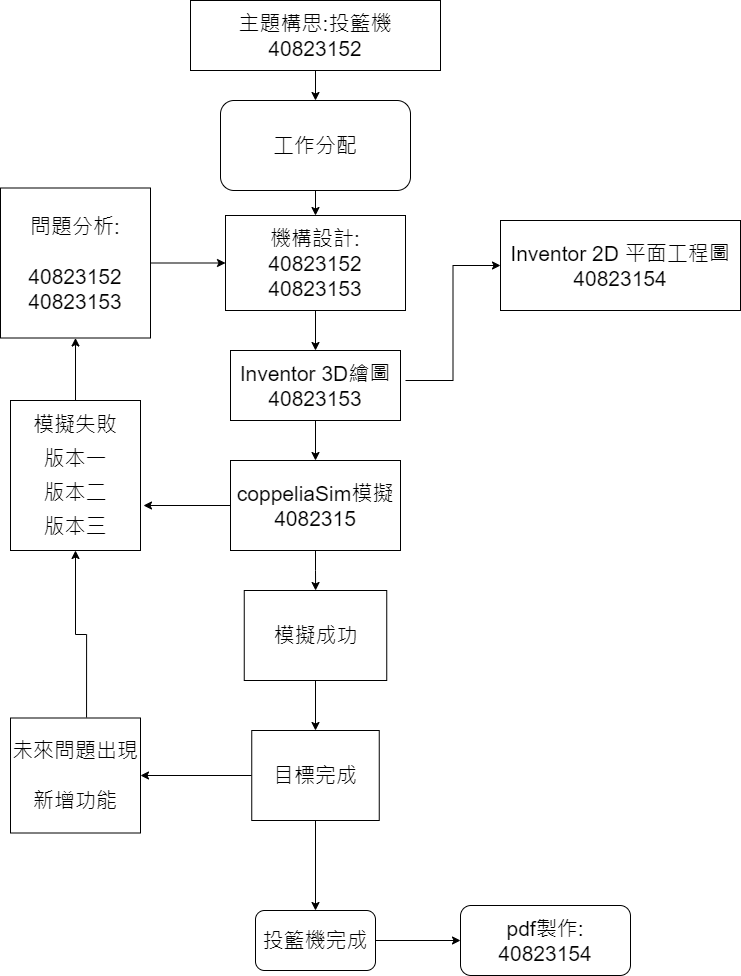 主題構思:投籃機
40823152
工作分配
問題分析:
40823152
40823153
機構設計:
40823152
40823153
Inventor 2D 平面工程圖
40823154
Inventor 3D繪圖
40823153
模擬失敗
版本一
版本二
版本三
coppeliaSim模擬
4082315
模擬成功
未來問題出現
新增功能
目標完成
投籃機完成
pdf製作:
40823154